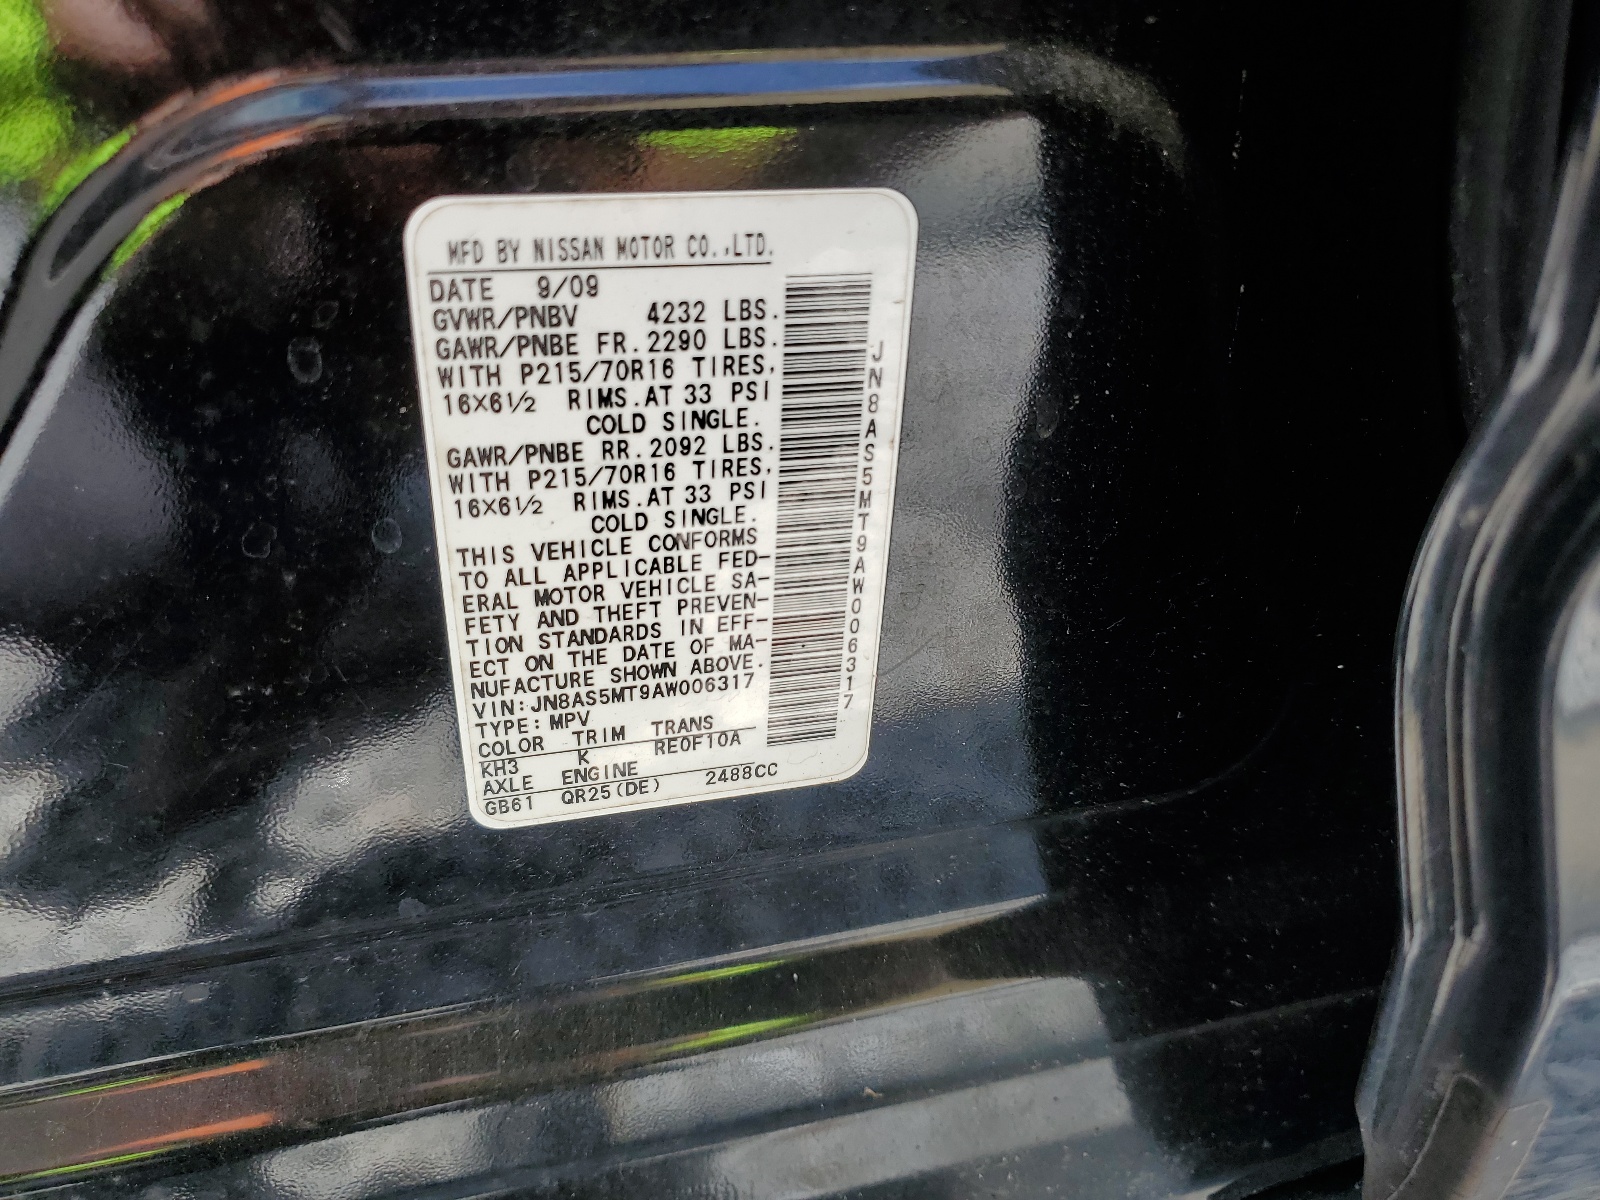 MFD BY NISSAN MOTOR CO.,LTD.
DATE 9/09
GVWR/PNBV 4232 LBS.
GAWR/PNBE FR.2290 LBS.
WITH P215/70R16 TIRES,
16X6½ RIMS.AT 33 PSI
COLD SINGLE.
GAWR/PNBE RR.2092 LBS.
WITH P215/70R16 TIRES,
16X6½ RIMS.AT 33 PSI
COLD SINGLE.
THIS VEHICLE CONFORMS
TO ALL APPLICABLE FED-
ERAL MOTOR VEHICLE SA-
FETY AND THEFT PREVEN-
TION STANDARDS IN EFF-
ECT ON THE DATE OF MA-
NUFACTURE SHOWN ABOVE.
VIN:JN8AS5MT9AW006317
TYPE:MPV
COLOR TRIM TRANS
KH3 K RE0F10A
AXLE ENGINE
GB61 QR25(DE) 2488CC
JN8AS5MT9AW006317